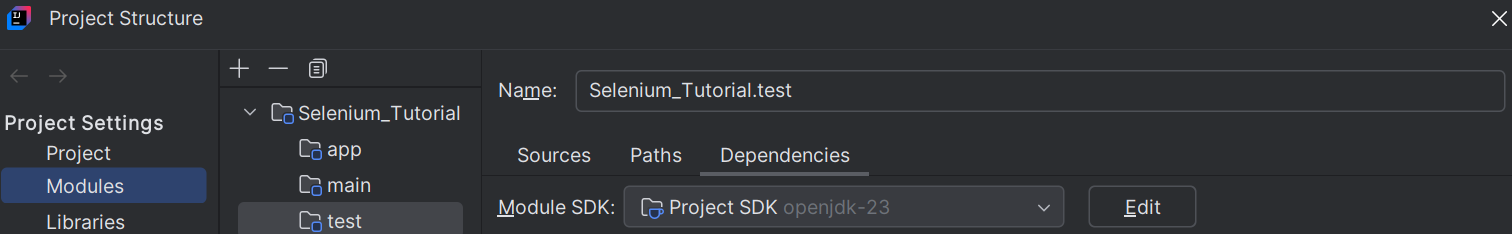 Project Structure
Project Settings
Project
Modules
Libraries
Selenium_Tutorial
app
main
test
Name: Selenium_Tutorial.test
Sources Paths Dependencies
Module SDK: Project SDK openjdk-23 Edit